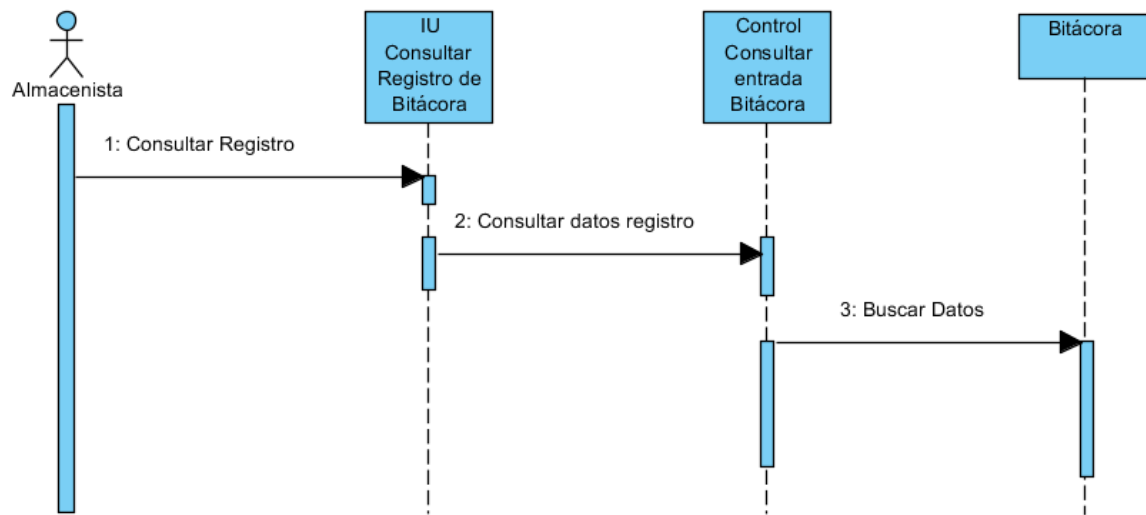 Almacenista
IU
Consultar
Registro de
Bitácora
Control
Consultar
entrada
Bitácora
Bitácora
1: Consultar Registro
2: Consultar datos registro
3: Buscar Datos